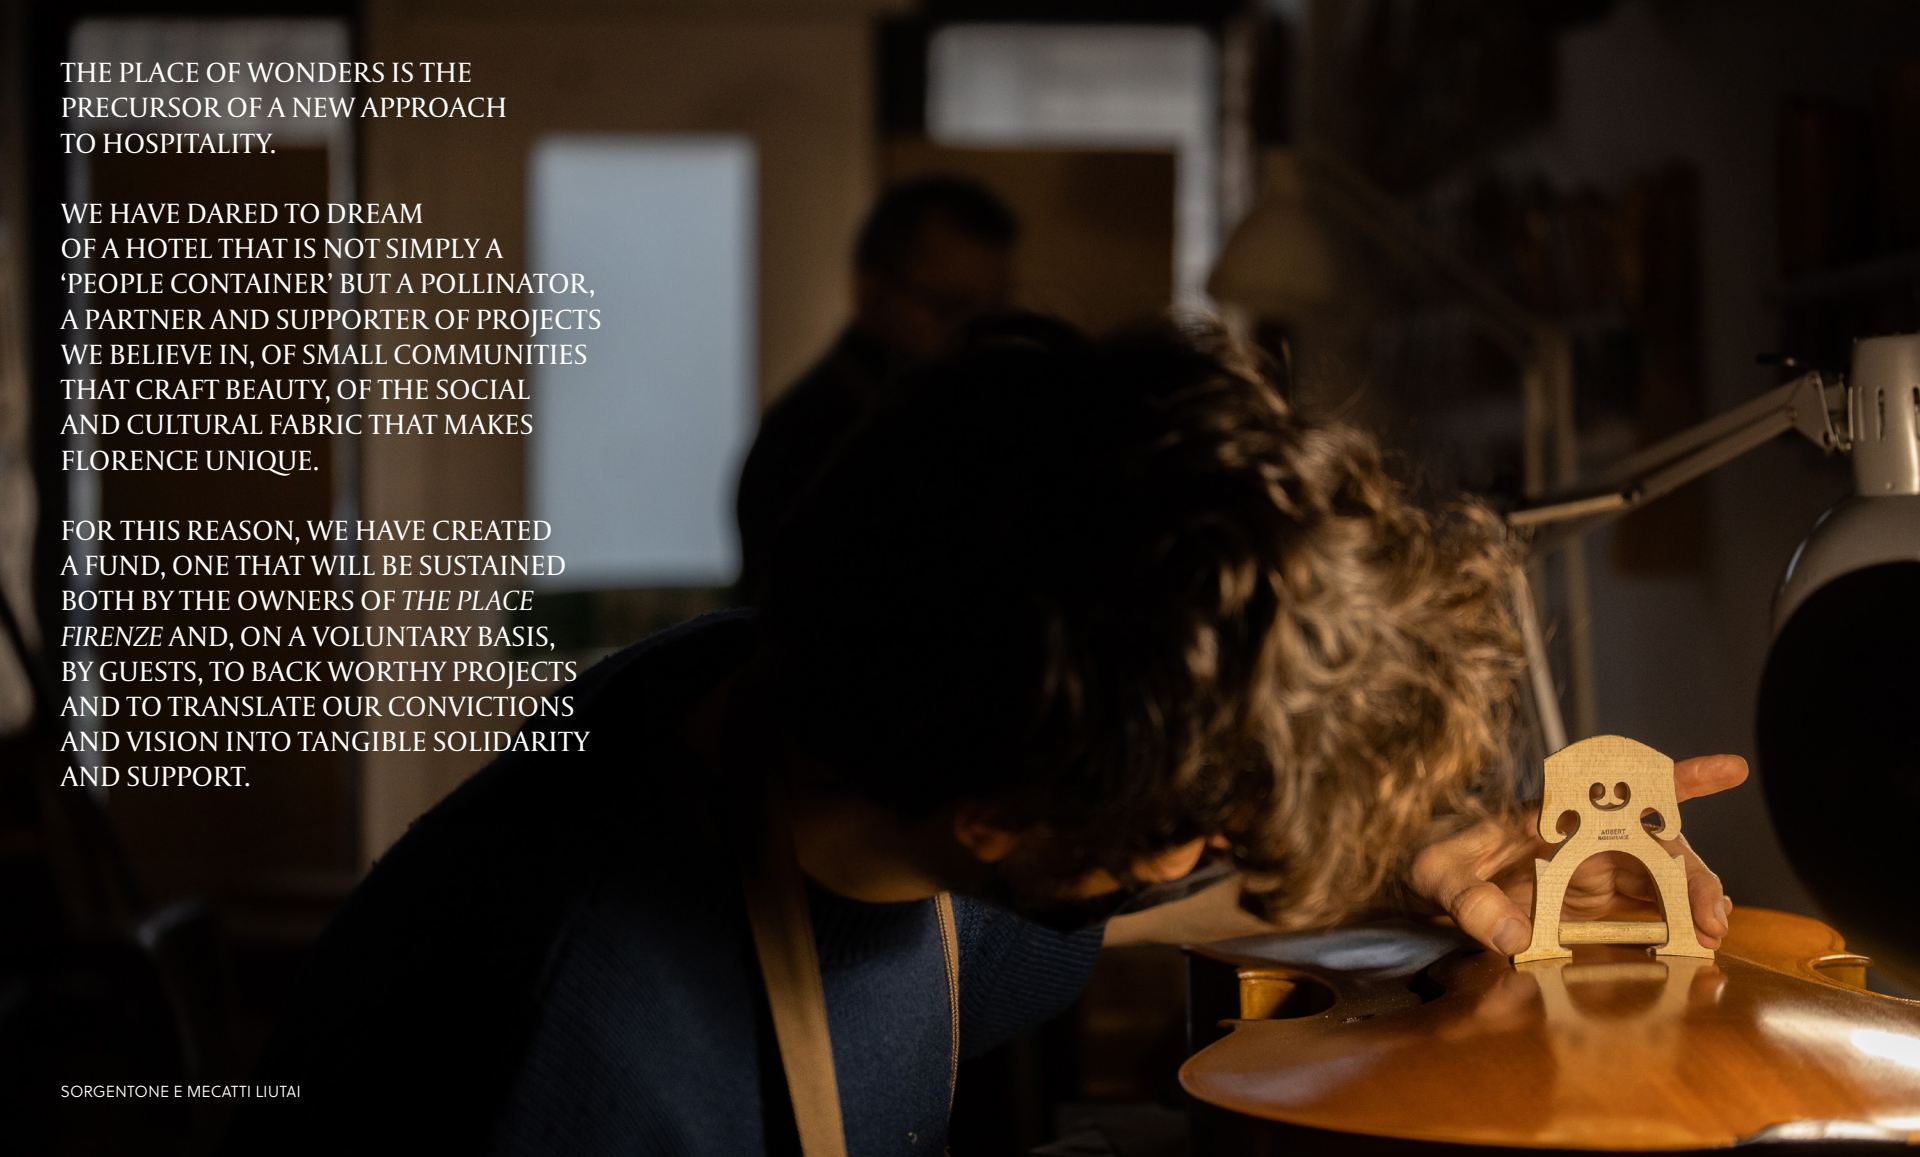 THE PLACE OF WONDERS IS THE
PRECURSOR OF A NEW APPROACH
TO HOSPITALITY.
WE HAVE DARED TO DREAM
OF A HOTEL THAT IS NOT SIMPLY A
‘PEOPLE CONTAINER’ BUT A POLLINATOR,
A PARTNER AND SUPPORTER OF PROJECTS
WE BELIEVE IN, OF SMALL COMMUNITIES
THAT CRAFT BEAUTY, OF THE SOCIAL
AND CULTURAL FABRIC THAT MAKES
FLORENCE UNIQUE.
FOR THIS REASON, WE HAVE CREATED
A FUND, ONE THAT WILL BE SUSTAINED
BOTH BY THE OWNERS OF THE PLACE
FIRENZE AND, ON A VOLUNTARY BASIS,
BY GUESTS, TO BACK WORTHY PROJECTS
AND TO TRANSLATE OUR CONVICTIONS
AND VISION INTO TANGIBLE SOLIDARITY
AND SUPPORT.
AUBERT
SORGENTONE E MECATTI LIUTAI